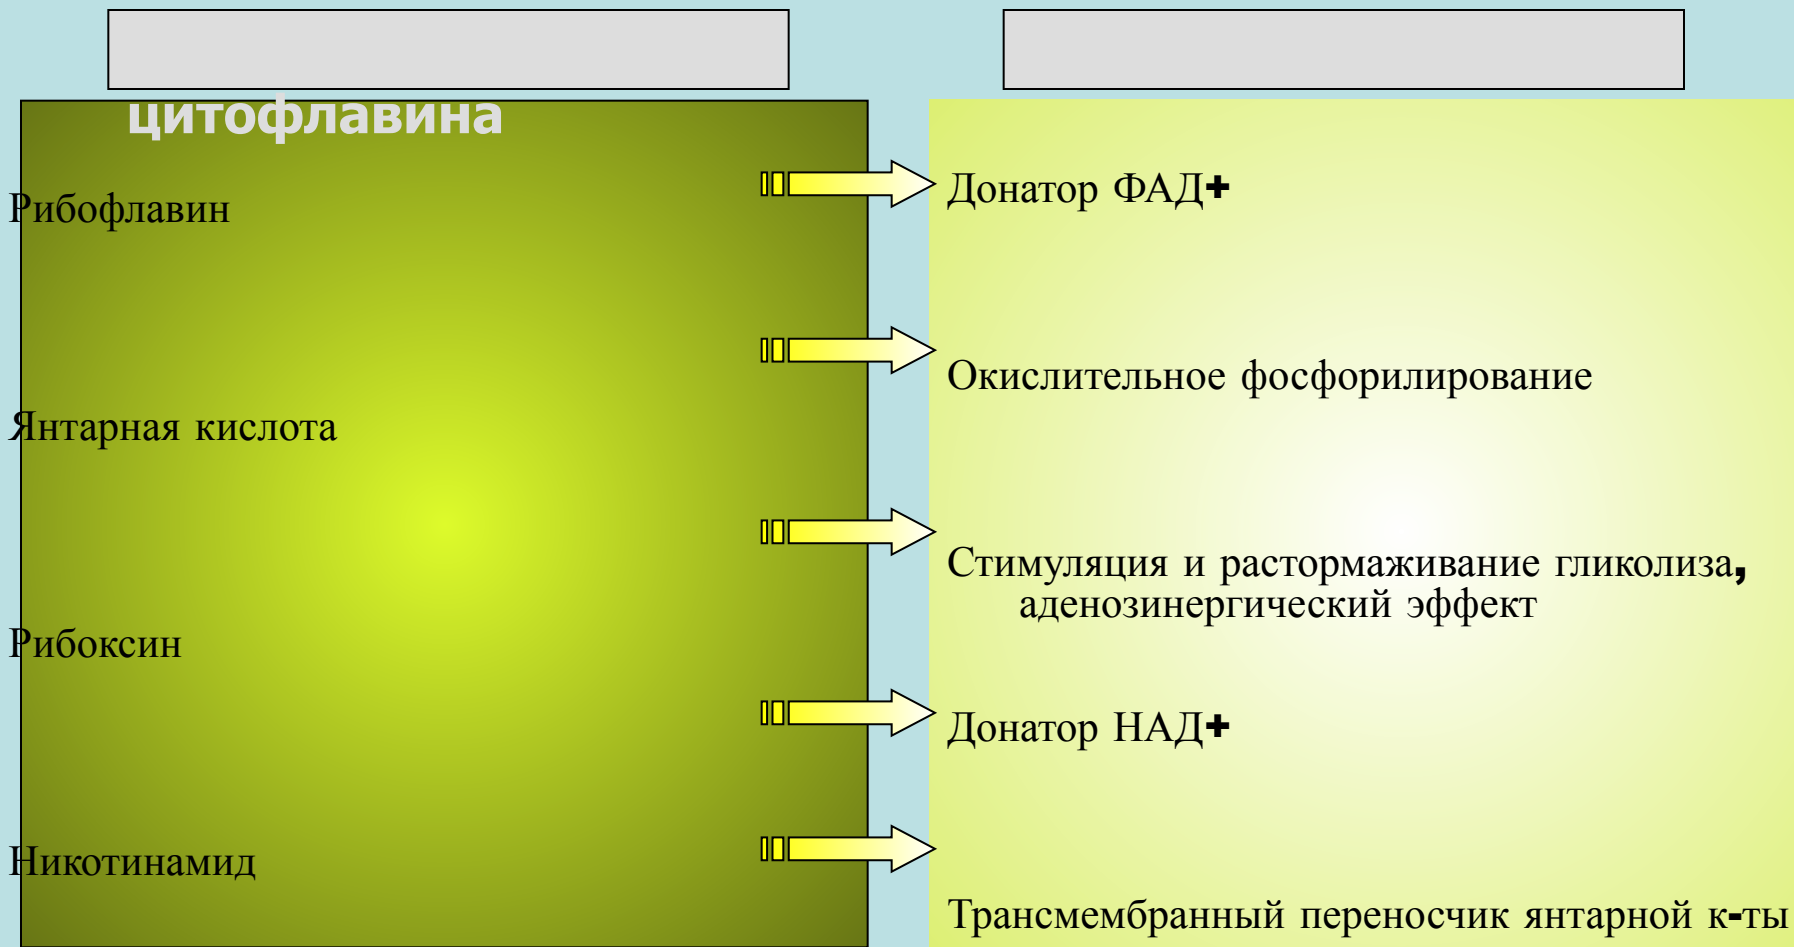 цитофлавина
Рибофлавин
Янтарная кислота
Рибоксин
Никотинамид
Донатор ФАД+
Окислительное фосфорилирование
Стимуляция и растормаживание гликолиза,
аденозинергический эффект
Донатор НАД+
Трансмембранный переносчик янтарной к-ты